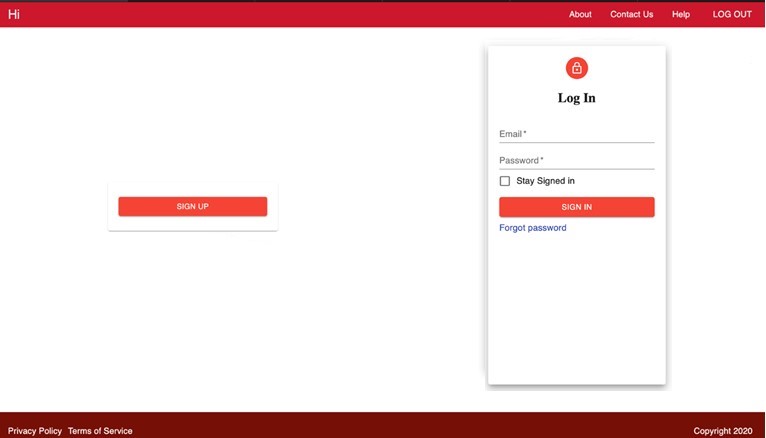 Hi About Contact Us Help LOG OUT
SIGN UP
Log In
Email *
Password *
Stay Signed in
SIGN IN
Forgot password
Privacy Policy Terms of Service Copyright 2020